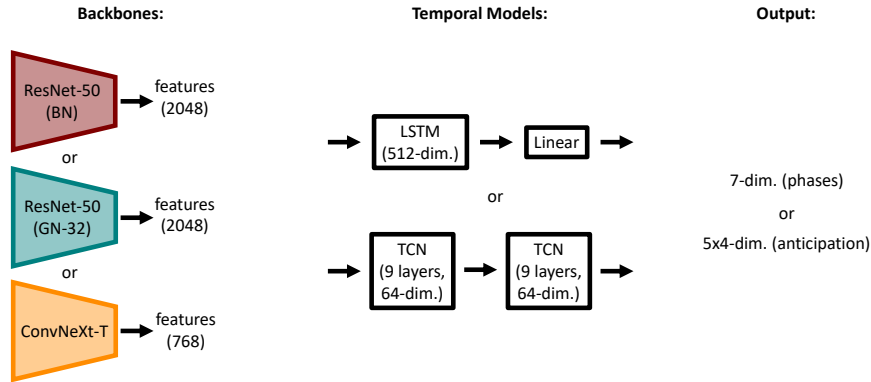 Backbones:
Temporal Models:
Output:
ResNet-50
(BN)
features
(2048)
or
ResNet-50
(GN-32)
features
(2048)
or
ConvNeXt-T
features
(768)
LSTM
(512-dim.)
Linear
or
TCN
(9 layers,
64-dim.)
TCN
(9 layers,
64-dim.)
7-dim. (phases)
or
5x4-dim. (anticipation)